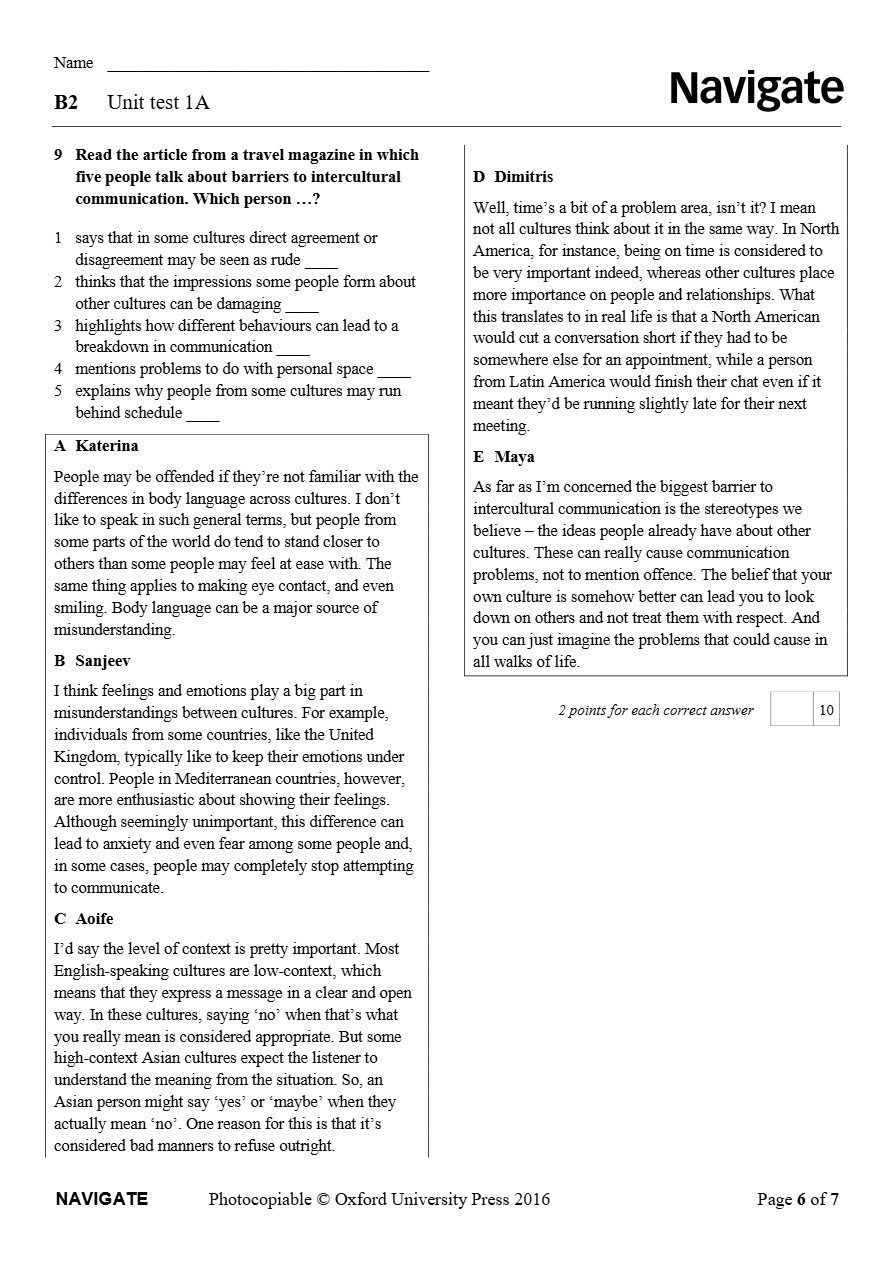 Name
Navigate
B2 Unit test 1A
9 Read the article from a travel magazine in which
five people talk about barriers to intercultural
communication. Which person …?
1 says that in some cultures direct agreement or
disagreement may be seen as rude ____
2 thinks that the impressions some people form about
other cultures can be damaging ____
3 highlights how different behaviours can lead to a
breakdown in communication ____
4 mentions problems to do with personal space ____
5 explains why people from some cultures may run
behind schedule ____
A Katerina
People may be offended if they’re not familiar with the
differences in body language across cultures. I don’t
like to speak in such general terms, but people from
some parts of the world do tend to stand closer to
others than some people may feel at ease with. The
same thing applies to making eye contact, and even
smiling. Body language can be a major source of
misunderstanding.
B Sanjeev
I think feelings and emotions play a big part in
misunderstandings between cultures. For example,
individuals from some countries, like the United
Kingdom, typically like to keep their emotions under
control. People in Mediterranean countries, however,
are more enthusiastic about showing their feelings.
Although seemingly unimportant, this difference can
lead to anxiety and even fear among some people and,
in some cases, people may completely stop attempting
to communicate.
C Aoife
I’d say the level of context is pretty important. Most
English-speaking cultures are low-context, which
means that they express a message in a clear and open
way. In these cultures, saying ‘no’ when that’s what
you really mean is considered appropriate. But some
high-context Asian cultures expect the listener to
understand the meaning from the situation. So, an
Asian person might say ‘yes’ or ‘maybe’ when they
actually mean ‘no’. One reason for this is that it’s
considered bad manners to refuse outright.
D Dimitris
Well, time’s a bit of a problem area, isn’t it? I mean
not all cultures think about it in the same way. In North
America, for instance, being on time is considered to
be very important indeed, whereas other cultures place
more importance on people and relationships. What
this translates to in real life is that a North American
would cut a conversation short if they had to be
somewhere else for an appointment, while a person
from Latin America would finish their chat even if it
meant they’d be running slightly late for their next
meeting.
E Maya
As far as I’m concerned the biggest barrier to
intercultural communication is the stereotypes we
believe – the ideas people already have about other
cultures. These can really cause communication
problems, not to mention offence. The belief that your
own culture is somehow better can lead you to look
down on others and not treat them with respect. And
you can just imagine the problems that could cause in
all walks of life.
2 points for each correct answer 10
NAVIGATE Photocopiable © Oxford University Press 2016 Page 6 of 7